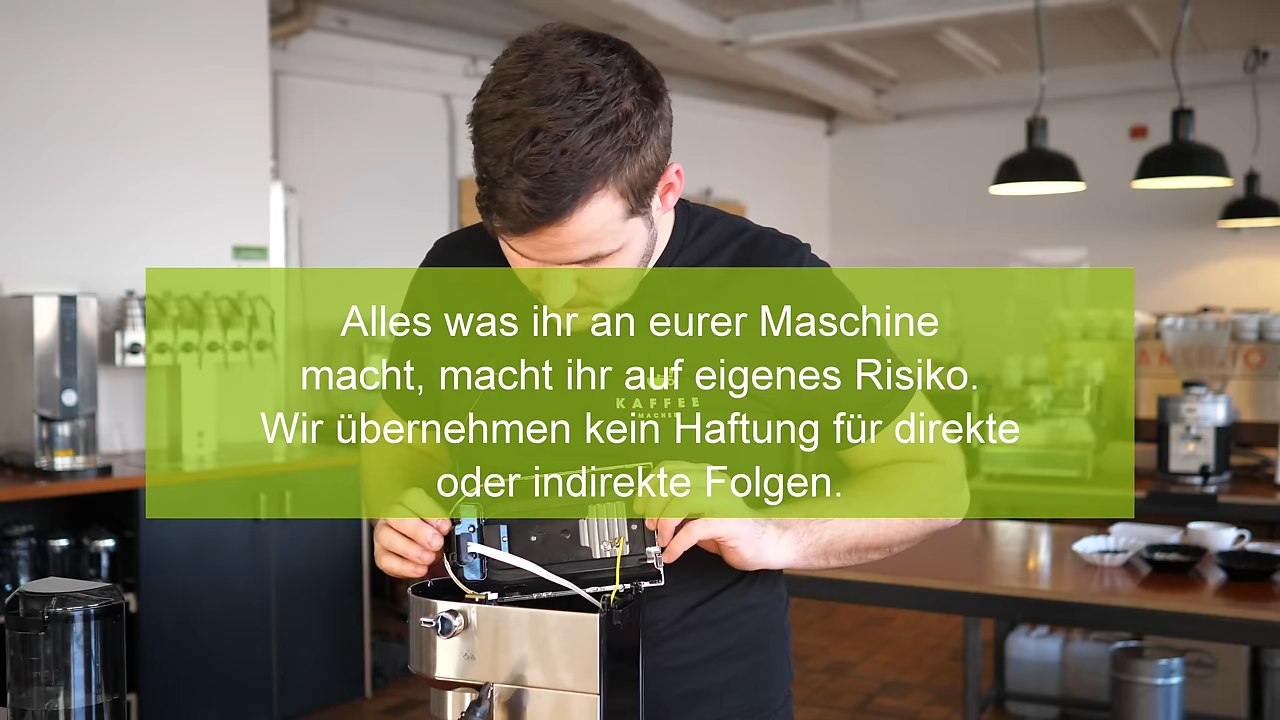 Alles was ihr an eurer Maschine
macht, macht ihr auf eigenes Risiko.
KAFFEE
MACHER
Wir übernehmen kein Haftung für direkte
oder indirekte Folgen.